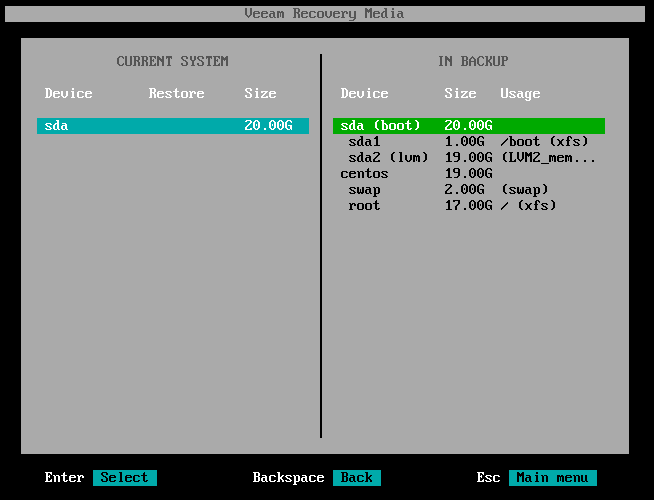 Veeam Recovery Media
CURRENT SYSTEM
Device Restore Size
sda 20.00G
IN BACKUP
Device Size Usage
sda (boot) 20.00G
sda1 1.00G /boot (xfs)
sda2 (lvm) 19.00G (LVM2_mem...
centos 19.00G
swap 2.00G (swap)
root 17.00G / (xfs)
Enter Select Backspace Back Esc Main menu